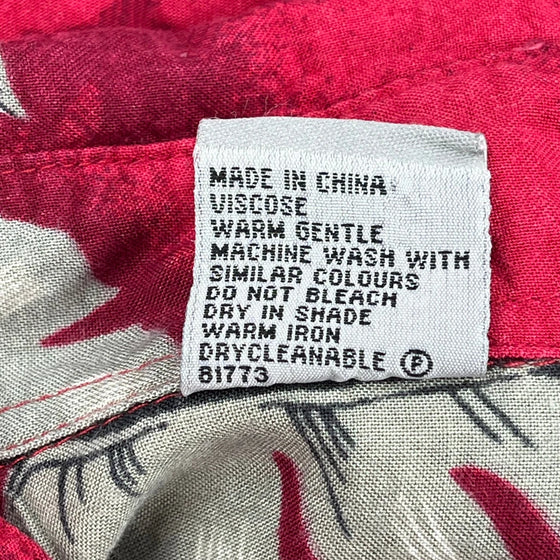 MADE IN CHINA
VISCOSE
WARM GENTLE
MACHINE WASH WITH
SIMILAR COLOURS
DO NOT BLEACH
DRY IN SHADE
WARM IRON
DRYCLEANABLE Ⓟ
81773